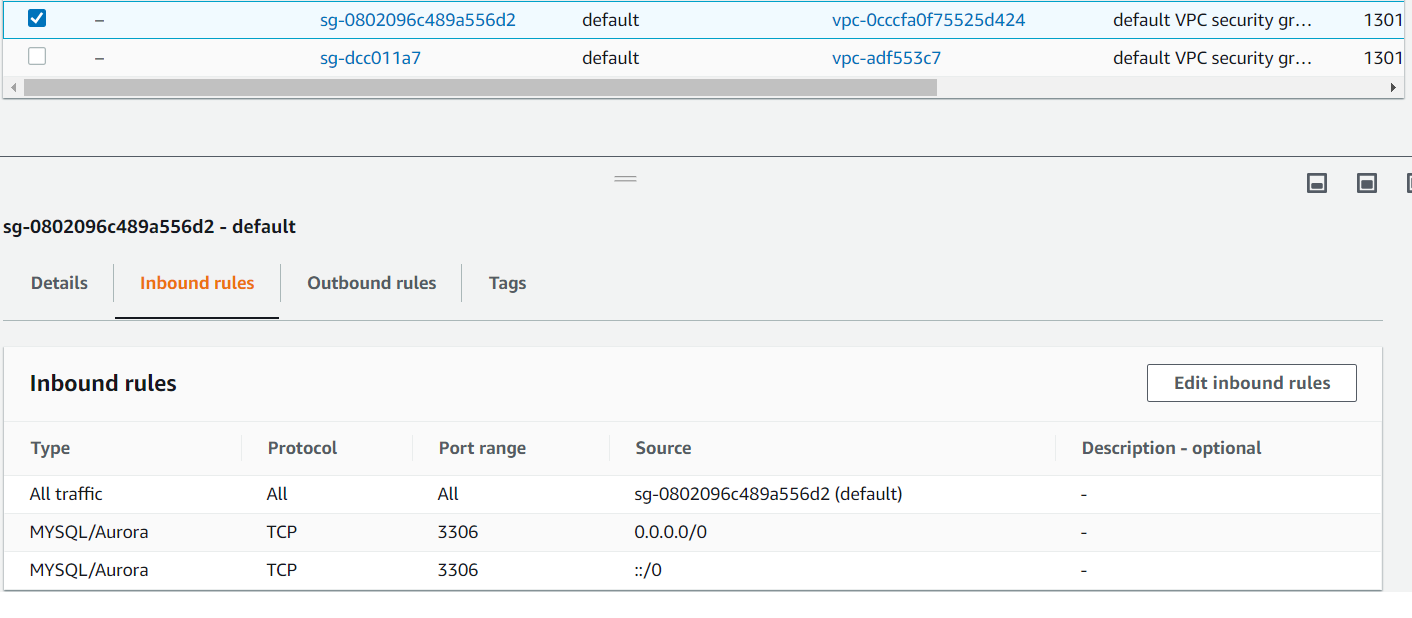 – sg-0802096c489a556d2 default vpc-0cccfa0f75525d424 default VPC security gr... 1301
– sg-dcc011a7 default vpc-adf553c7 default VPC security gr... 1301
sg-0802096c489a556d2 - default
Details Inbound rules Outbound rules Tags
Inbound rules Edit inbound rules
Type Protocol Port range Source Description - optional
All traffic All All sg-0802096c489a556d2 (default) -
MYSQL/Aurora TCP 3306 0.0.0.0/0 -
MYSQL/Aurora TCP 3306 ::/0 -